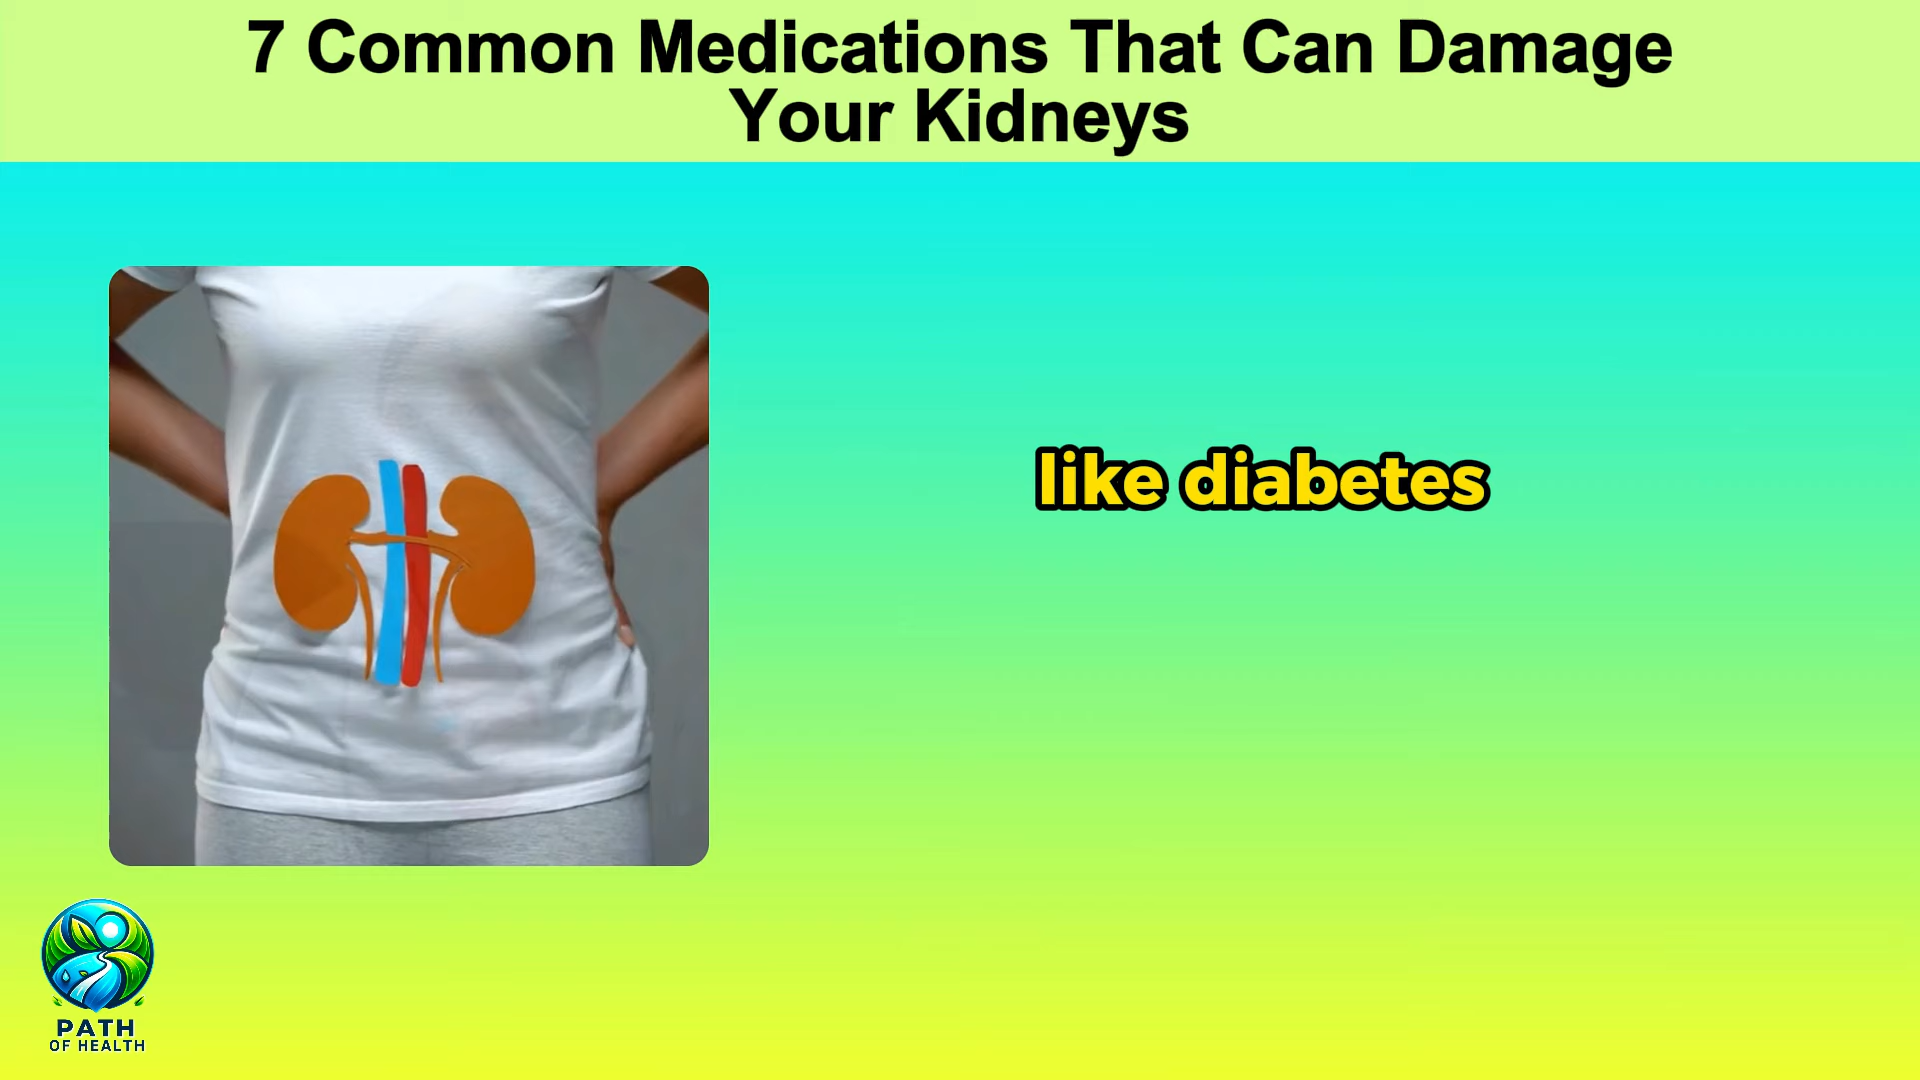 7 Common Medications That Can Damage
Your Kidneys
like diabetes
PATH
OF HEALTH